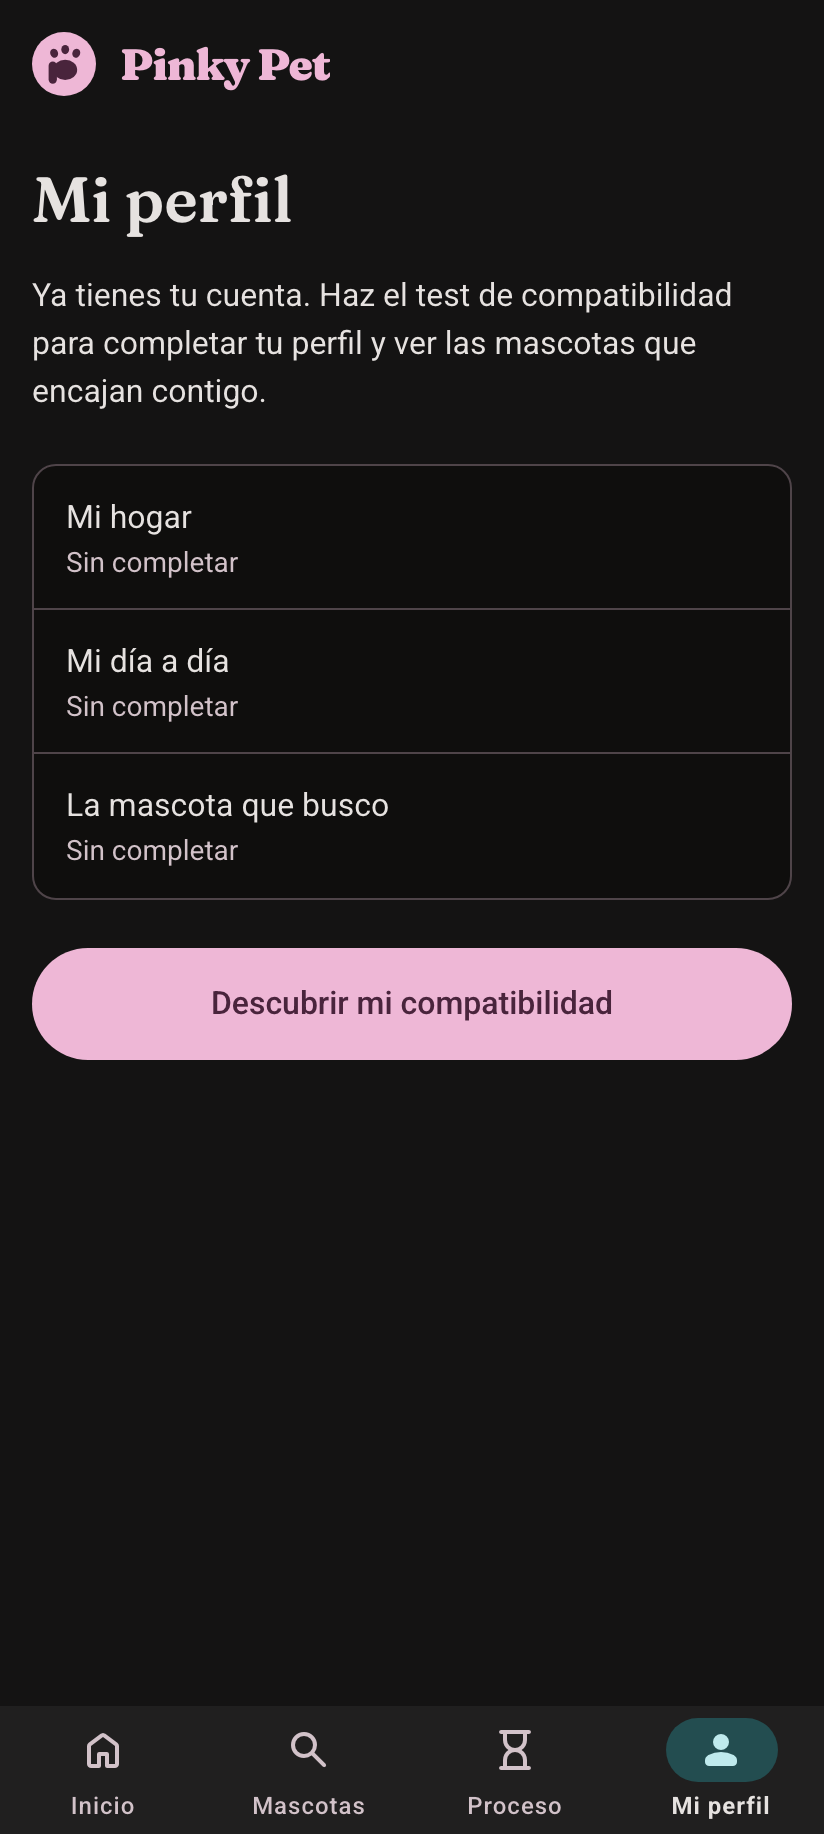 Pinky Pet
Mi perfil
Ya tienes tu cuenta. Haz el test de compatibilidad
para completar tu perfil y ver las mascotas que
encajan contigo.
Mi hogar
Sin completar
Mi día a día
Sin completar
La mascota que busco
Sin completar
Descubrir mi compatibilidad
Inicio
Mascotas
Proceso
Mi perfil